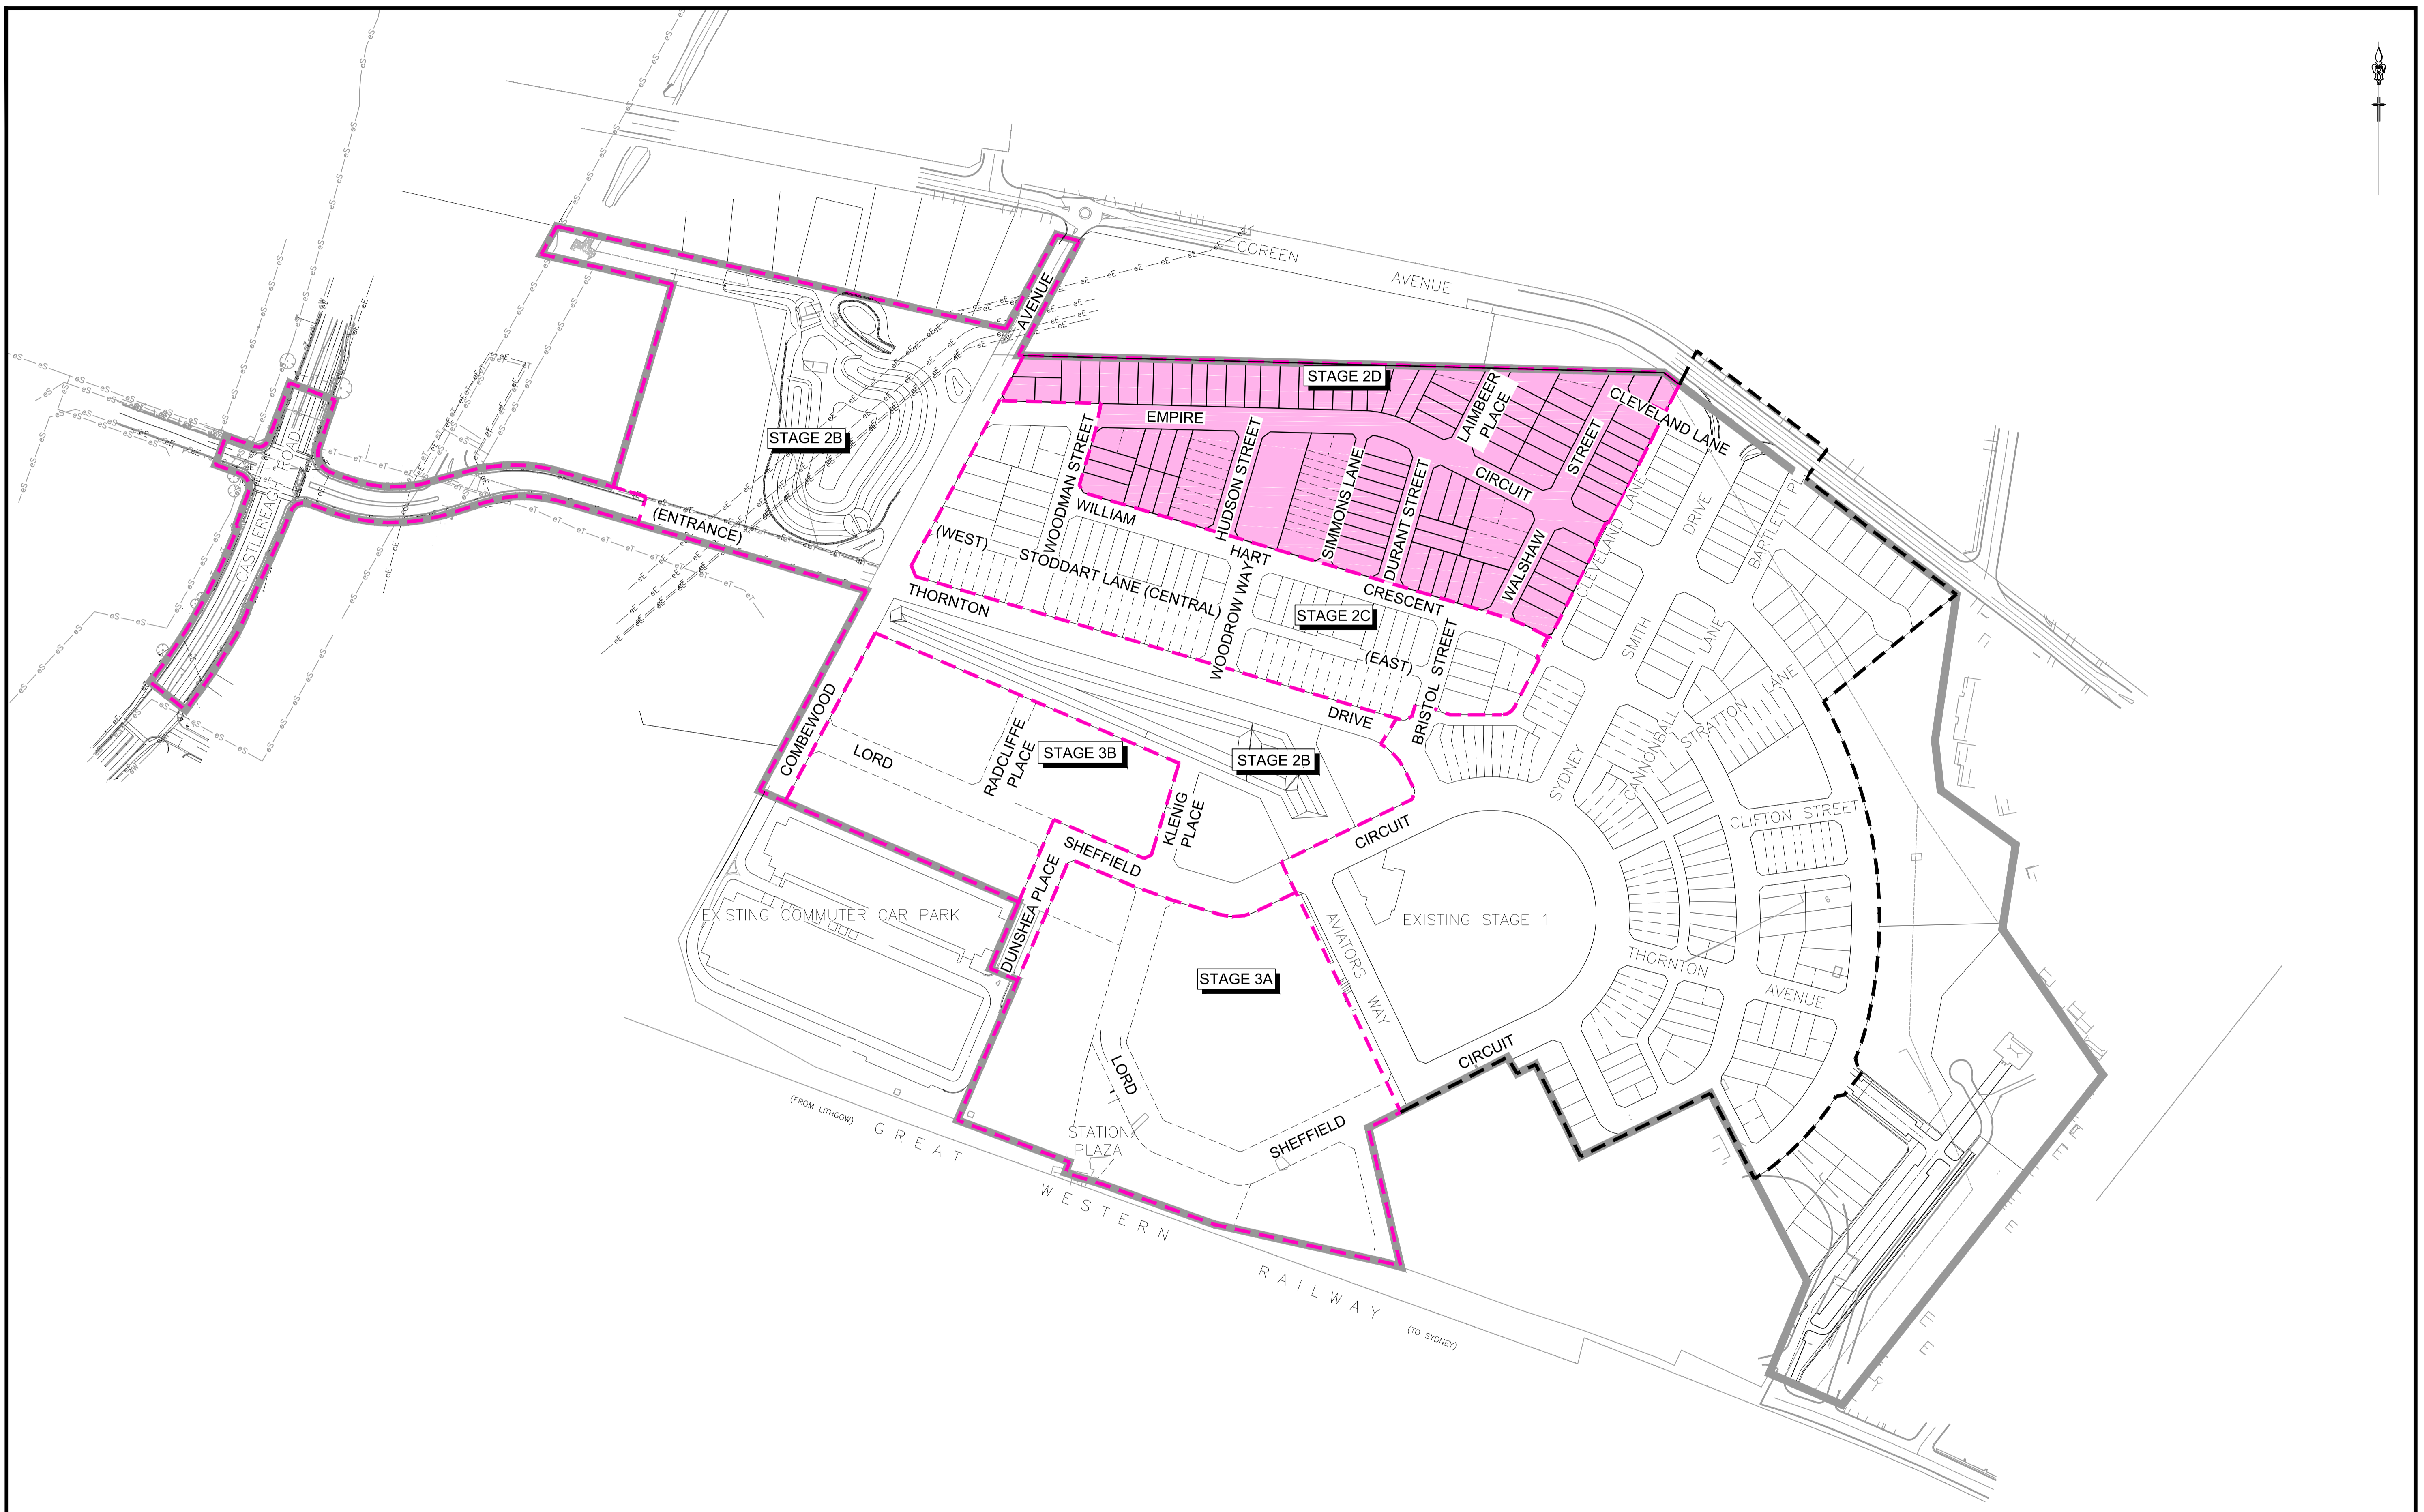 COREEN
AVENUE
AVENUE
STAGE 2D
LAIMBER
PLACE
CLEVELAND LANE
EMPIRE
STREET
STAGE 2B
WOODMAN STREET
HUDSON STREET
SIMMONS LANE
DURANT STREET
CIRCUIT
CASTLEREAGH ROAD
(ENTRANCE)
WILLIAM
HART
CRESCENT
WALSHAW
CLEVELAND LANE
DRIVE
BARTLETT
(WEST)
STODDART LANE (CENTRAL)
(EAST)
WOODROW WAY
STAGE 2C
THORNTON
DRIVE
BRISTOL STREET
SMITH
LANE
CANNONBALL
STRATTON LANE
SYDNEY
COMBEWOOD
LORD
RADCLIFFE
PLACE
STAGE 3B
STAGE 2B
KLENIG
PLACE
CIRCUIT
CLIFTON STREET
SHEFFIELD
DUNSHEA PLACE
EXISTING COMMUTER CAR PARK
EXISTING STAGE 1
AVIATORS WAY
THORNTON
AVENUE
STAGE 3A
CIRCUIT
LORD
SHEFFIELD
STATION
PLAZA
(FROM LITHGOW)
GREAT
WESTERN
RAILWAY
(TO SYDNEY)